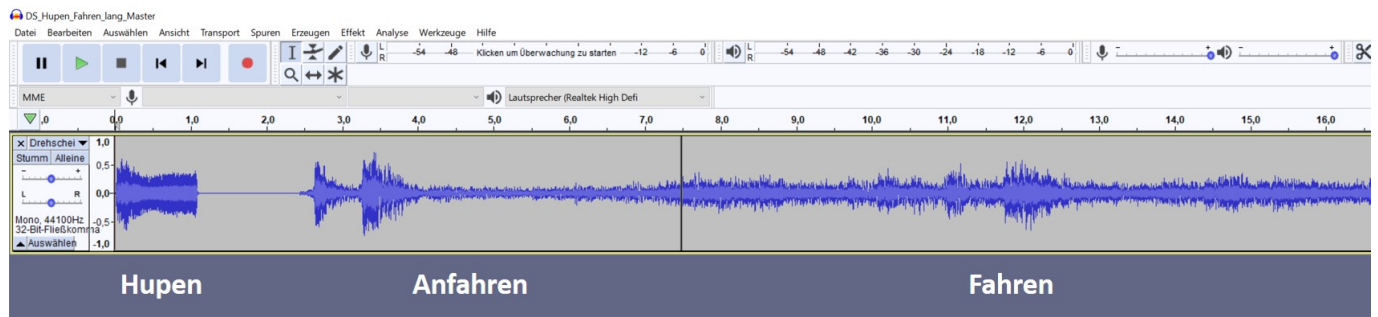 DS_Hupen_Fahren_lang_Master
Datei Bearbeiten Auswählen Ansicht Transport Spuren Erzeugen Effekt Analyse Werkzeuge Hilfe
L R -54 -48 Klicken um Überwachung zu starten -12 -6 0 L R -54 -48 -42 -36 -30 -24 -18 -12 -6 0 - + - +
MME Lautsprecher (Realtek High Defi
,0 0,0 1,0 2,0 3,0 4,0 5,0 6,0 7,0 8,0 9,0 10,0 11,0 12,0 13,0 14,0 15,0 16,0
× Drehschei 1,0
Stumm Alleine 0,5
- +
L R 0,0
Mono, 44100Hz -0,5
32-Bit-Fließkomma
Auswählen -1,0
Hupen Anfahren Fahren